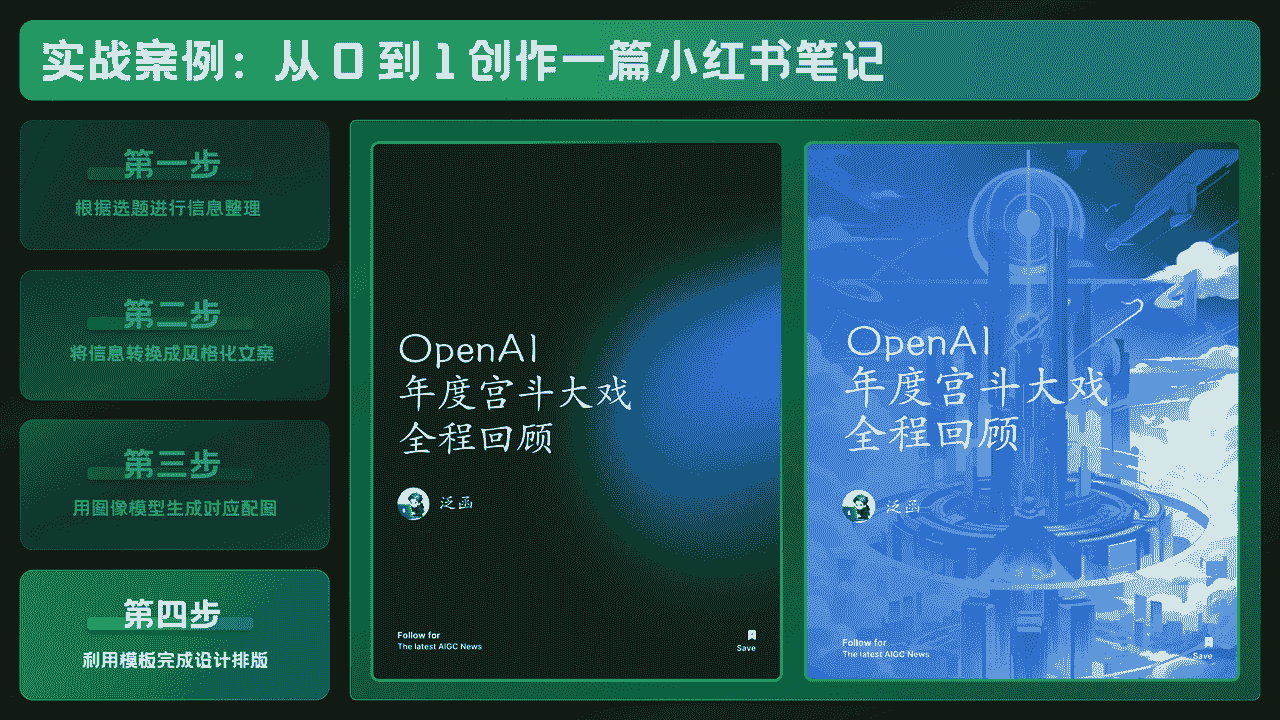 实战案例：从 0 到 1 创作一篇小红书笔记
第一步
根据选题进行信息整理
第二步
将信息转换成风格化文案
第三步
用图像模型生成对应配图
第四步
利用模板完成设计排版
OpenAI
年度宫斗大戏
全程回顾
泛函
Follow for
The latest AIGC News
Save
OpenAI
年度宫斗大戏
全程回顾
泛函
Follow for
The latest AIGC News
Save